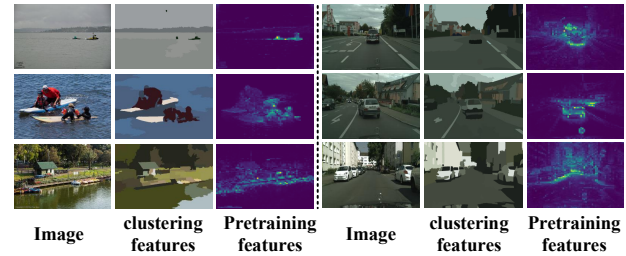 Image
clustering
features
Pretraining
features
Image
clustering
features
Pretraining
features